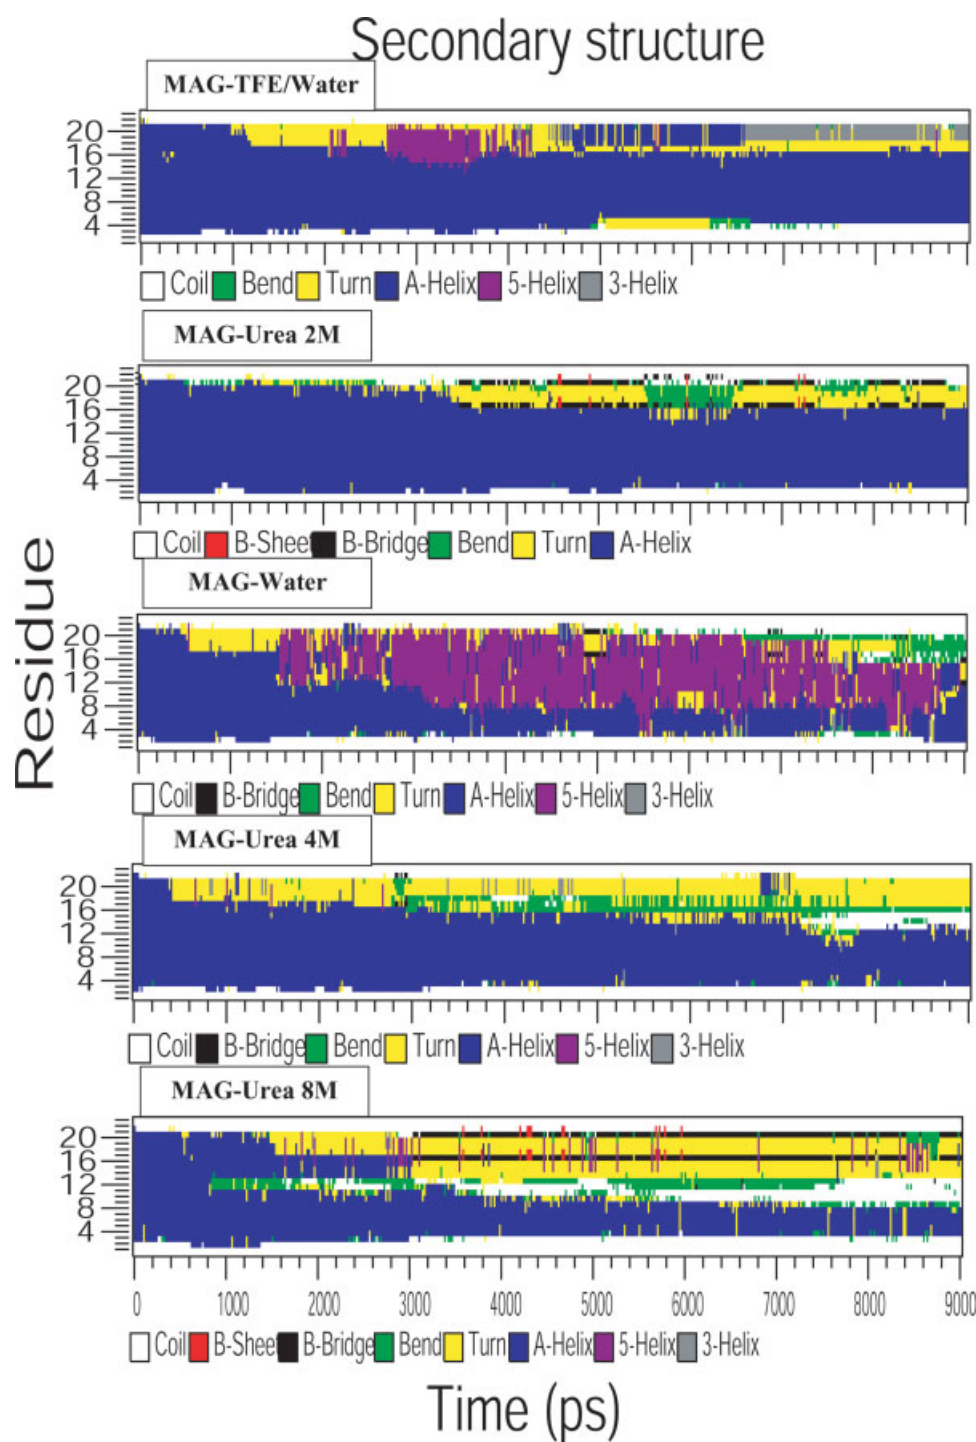 Secondary structure
MAG-TFE/Water
20
16
12
8
4
Coil Bend Turn A-Helix 5-Helix 3-Helix
MAG-Urea 2M
20
16
12
8
4
Coil B-Sheet B-Bridge Bend Turn A-Helix
MAG-Water
20
16
12
8
4
Coil B-Bridge Bend Turn A-Helix 5-Helix 3-Helix
MAG-Urea 4M
20
16
12
8
4
Coil B-Bridge Bend Turn A-Helix 5-Helix 3-Helix
MAG-Urea 8M
20
16
12
8
4
0 1000 2000 3000 4000 5000 6000 7000 8000 9000
Coil B-Sheet B-Bridge Bend Turn A-Helix 5-Helix 3-Helix
Residue
Time (ps)